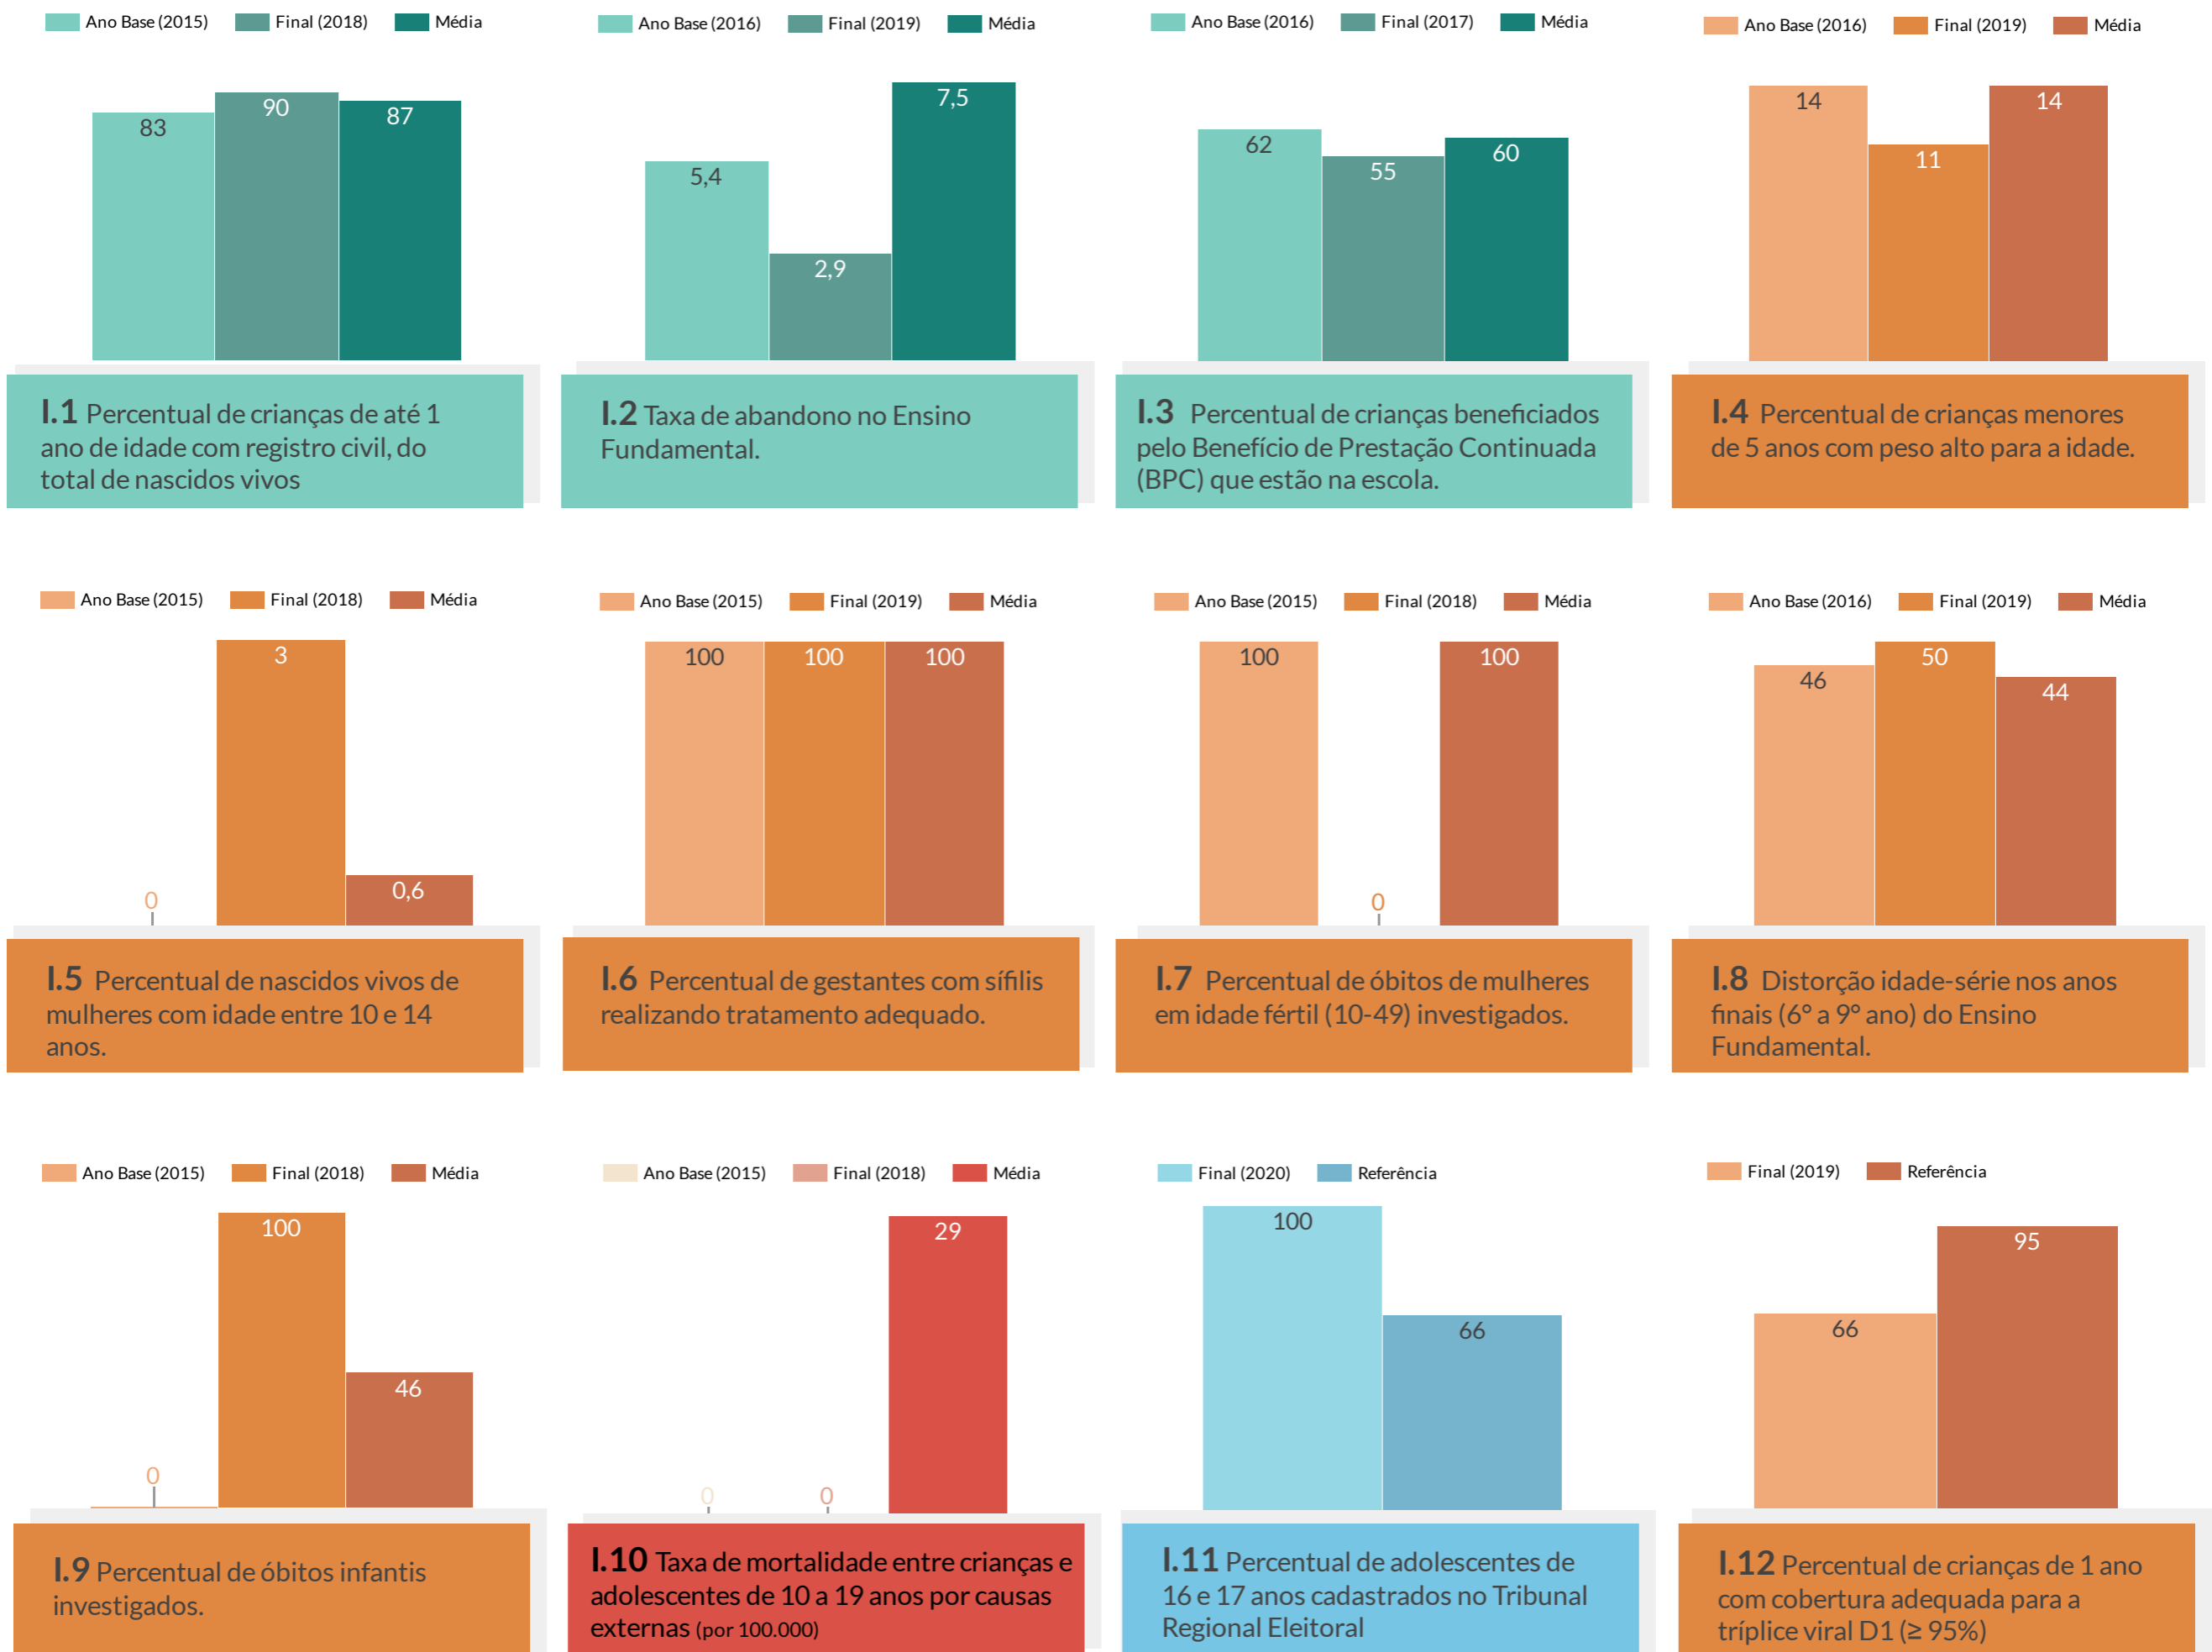 Ano Base (2015) Final (2018) Média
83 90 87
I.1 Percentual de crianças de até 1
ano de idade com registro civil, do
total de nascidos vivos
Ano Base (2016) Final (2019) Média
5,4 2,9 7,5
I.2 Taxa de abandono no Ensino
Fundamental.
Ano Base (2016) Final (2017) Média
62 55 60
I.3 Percentual de crianças beneficiados
pelo Benefício de Prestação Continuada
(BPC) que estão na escola.
Ano Base (2016) Final (2019) Média
14 11 14
I.4 Percentual de crianças menores
de 5 anos com peso alto para a idade.
Ano Base (2015) Final (2018) Média
0 3 0,6
I.5 Percentual de nascidos vivos de
mulheres com idade entre 10 e 14
anos.
Ano Base (2015) Final (2019) Média
100 100 100
I.6 Percentual de gestantes com sífilis
realizando tratamento adequado.
Ano Base (2015) Final (2018) Média
100 0 100
I.7 Percentual de óbitos de mulheres
em idade fértil (10-49) investigados.
Ano Base (2016) Final (2019) Média
46 50 44
I.8 Distorção idade-série nos anos
finais (6° a 9° ano) do Ensino
Fundamental.
Ano Base (2015) Final (2018) Média
0 100 46
I.9 Percentual de óbitos infantis
investigados.
Ano Base (2015) Final (2018) Média
0 0 29
I.10 Taxa de mortalidade entre crianças e
adolescentes de 10 a 19 anos por causas
externas (por 100.000)
Final (2020) Referência
100 66
I.11 Percentual de adolescentes de
16 e 17 anos cadastrados no Tribunal
Regional Eleitoral
Final (2019) Referência
66 95
I.12 Percentual de crianças de 1 ano
com cobertura adequada para a
tríplice viral D1 (≥ 95%)